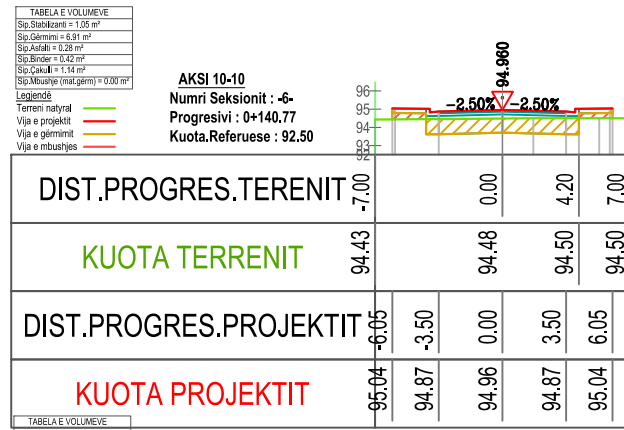 TABELA E VOLUMEVE
Sip.Stabilizanti = 1.05 m²
Sip.Gërmimi = 6.91 m²
Sip.Asfalti = 0.28 m²
Sip.Binder = 0.42 m²
Sip.Çakull = 1.14 m²
Sip.Mbushje (mat.gërm) = 0.00 m²
Legjendë
Terreni natyral
Vija e projektit
Vija e gërmimit
Vija e mbushjes
AKSI 10-10
Numri Seksionit : -6-
Progresivi : 0+140.77
Kuota.Referuese : 92.50
96
95
94
93
92
94.960
-2.50% -2.50%
DIST.PROGRES.TERENIT -7.00 0.00 4.20 7.00
KUOTA TERRENIT 94.43 94.48 94.50 94.50
DIST.PROGRES.PROJEKTIT -6.05 -3.50 0.00 3.50 6.05
KUOTA PROJEKTIT 95.04 94.87 94.96 94.87 95.04
TABELA E VOLUMEVE